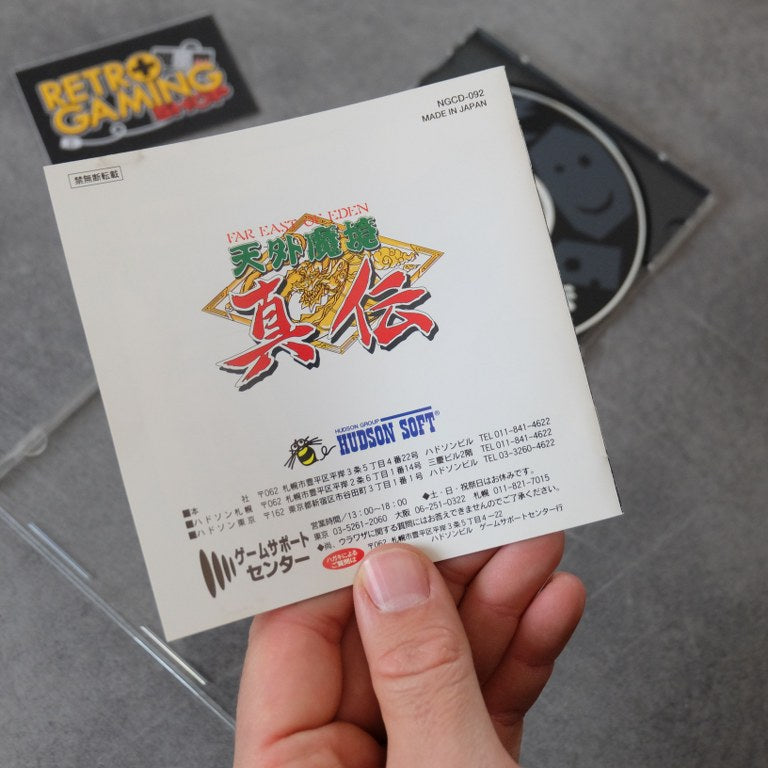 RETRO
GAMING
SHOP
NGCD-092
MADE IN JAPAN
禁無断転載
FAR EAST OF EDEN
天外魔境
真伝
HUDSON GROUP
HUDSON SOFT®
■本 社 〒062 札幌市豊平区平岸3条5丁目4番22号 ハドソンビル TEL 011-841-4622
■ハドソン札幌 〒062 札幌市豊平区平岸2条6丁目1番14号 三慶ビル2階 TEL 011-841-4622
■ハドソン東京 〒162 東京都新宿区市谷田町3丁目1番1号 ハドソンビル TEL 03-3260-4622
ゲームサポート
センター
営業時間/13:00~18:00 ◆土・日・祝祭日はお休みです。
東京 03-5261-2060 大阪 06-251-0322 札幌 011-821-7015
◆尚、ウラワザに関する質問にはお答えできませんのでご了承ください。
ハガキによる
ご質問は
〒062 札幌市豊平区平岸3条5丁目4-22
ハドソンビル ゲームサポートセンター行